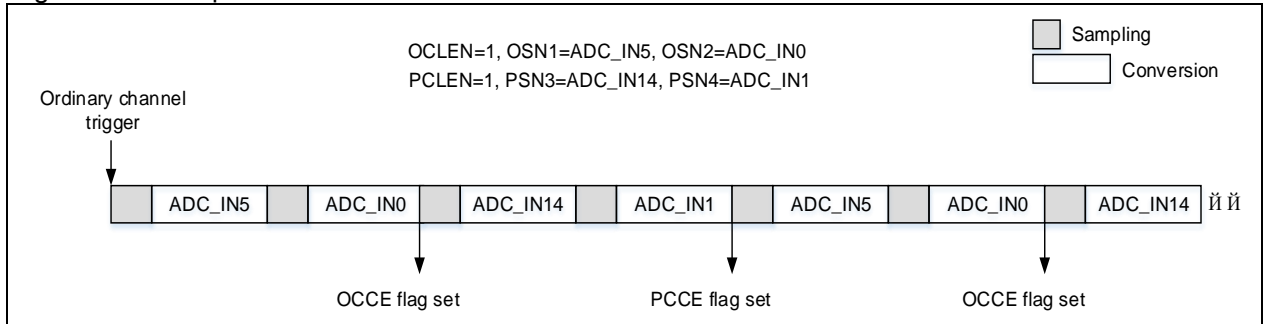 OCLEN=1, OSN1=ADC_IN5, OSN2=ADC_IN0
PCLEN=1, PSN3=ADC_IN14, PSN4=ADC_IN1
Sampling
Conversion
Ordinary channel
trigger
ADC_IN5 ADC_IN0 ADC_IN14 ADC_IN1 ADC_IN5 ADC_IN0 ADC_IN14 Й Й
OCCE flag set PCCE flag set OCCE flag set